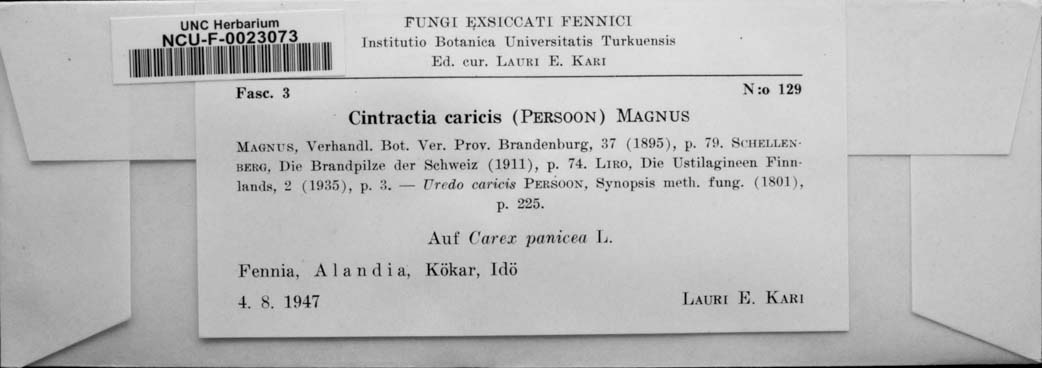 UNC Herbarium
NCU-F-0023073
FUNGI EXSICCATI FENNICI
Institutio Botanica Universitatis Turkuensis
Ed. cur. LAURI E. KARI
Fasc. 3 N:o 129
Cintractia caricis (PERSOON) MAGNUS
MAGNUS, Verhandl. Bot. Ver. Prov. Brandenburg, 37 (1895), p. 79. SCHELLEN-
BERG, Die Brandpilze der Schweiz (1911), p. 74. LIRO, Die Ustilagineen Finn-
lands, 2 (1935), p. 3. — Uredo caricis PERSOON, Synopsis meth. fung. (1801),
p. 225.
Auf Carex panicea L.
Fennia, Alandia, Kökar, Idö
4. 8. 1947 LAURI E. KARI